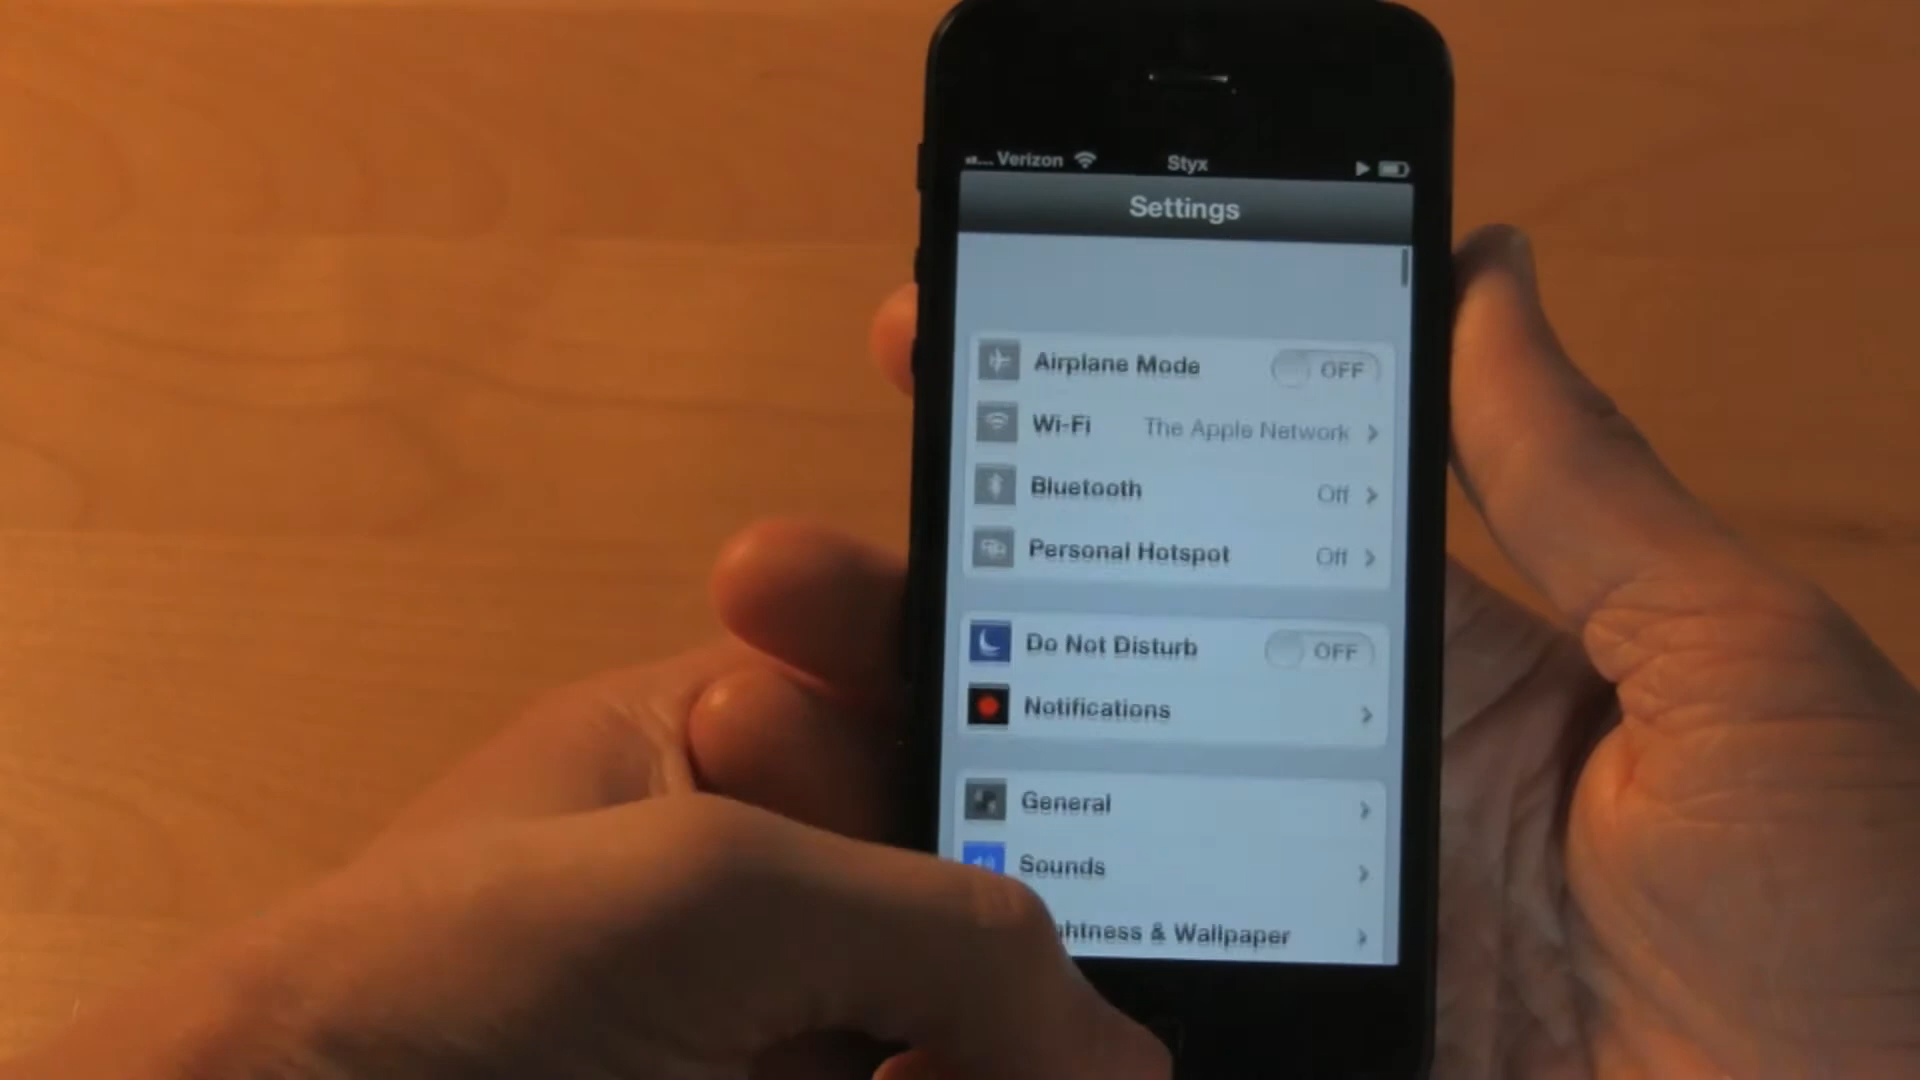 Verizon Styx
Settings
Airplane Mode OFF
Wi-Fi The Apple Network
Bluetooth Off
Personal Hotspot Off
Do Not Disturb OFF
Notifications
General
Sounds
htness & Wallpaper